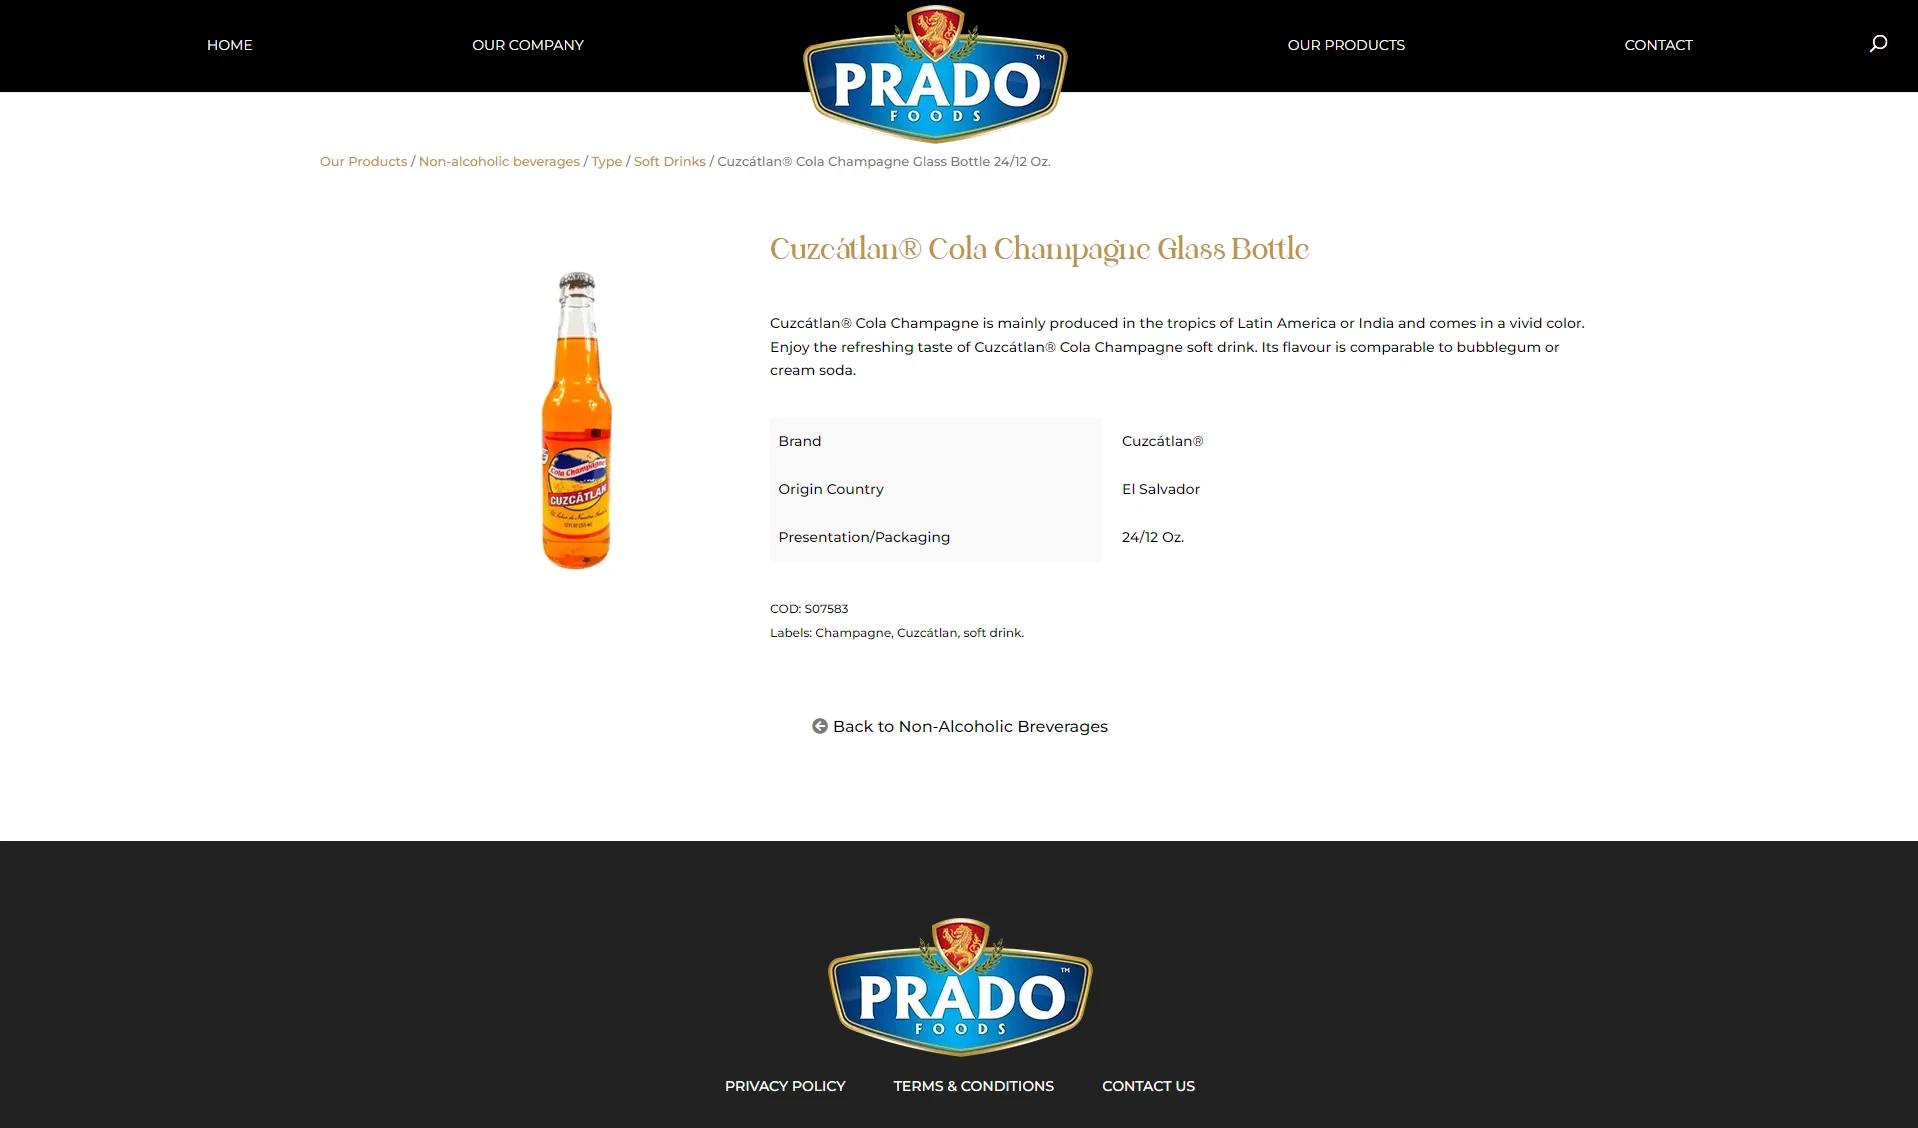 HOME
OUR COMPANY
PRADO™
FOODS
OUR PRODUCTS
CONTACT
Our Products / Non-alcoholic beverages / Type / Soft Drinks / Cuzcátlan® Cola Champagne Glass Bottle 24/12 Oz.
Cuzcátlan® Cola Champagne Glass Bottle
Cola Champagne
CUZCÁTLAN
Cuzcátlan® Cola Champagne is mainly produced in the tropics of Latin America or India and comes in a vivid color.
Enjoy the refreshing taste of Cuzcátlan® Cola Champagne soft drink. Its flavour is comparable to bubblegum or
cream soda.
Brand Cuzcátlan®
Origin Country El Salvador
Presentation/Packaging 24/12 Oz.
COD: S07583
Labels: Champagne, Cuzcátlan, soft drink.
Back to Non-Alcoholic Breverages
PRADO™
FOODS
PRIVACY POLICY
TERMS & CONDITIONS
CONTACT US